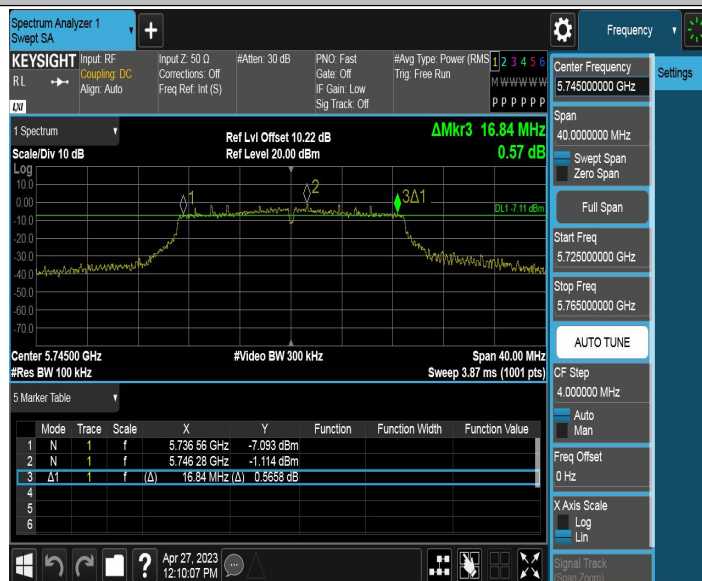 Spectrum Analyzer 1
Swept SA
+
Frequency
KEYSIGHT
Input: RF
Coupling: DC
Align: Auto
Input Z: 50 Ω
Corrections: Off
Freq Ref: Int (S)
#Atten: 30 dB
PNO: Fast
Gate: Off
IF Gain: Low
Sig Track: Off
#Avg Type: Power (RMS
Trig: Free Run
1 2 3 4 5 6
M W W W W W
P P P P P P
R L
LXI
Settings
Center Frequency
5.745000000 GHz
Span
40.0000000 MHz
Swept Span
Zero Span
Full Span
Start Freq
5.725000000 GHz
Stop Freq
5.765000000 GHz
AUTO TUNE
CF Step
4.000000 MHz
Auto
Man
Freq Offset
0 Hz
X Axis Scale
Log
Lin
Signal Track
(Span Zoom)
1 Spectrum
Scale/Div 10 dB
Ref Lvl Offset 10.22 dB
Ref Level 20.00 dBm
ΔMkr3 16.84 MHz
0.57 dB
Log
10.0
0.00
-10.0
-20.0
-30.0
-40.0
-50.0
-60.0
-70.0
1
2
3Δ1
DL1 -7.11 dBm
Center 5.74500 GHz
#Res BW 100 kHz
#Video BW 300 kHz
Span 40.00 MHz
Sweep 3.87 ms (1001 pts)
5 Marker Table
Mode Trace Scale X Y Function Function Width Function Value
1 N 1 f 5.736 56 GHz -7.093 dBm
2 N 1 f 5.746 28 GHz -1.114 dBm
3 Δ1 1 f (Δ) 16.84 MHz (Δ) 0.5658 dB
4
5
6
?
Apr 27, 2023
12:10:07 PM